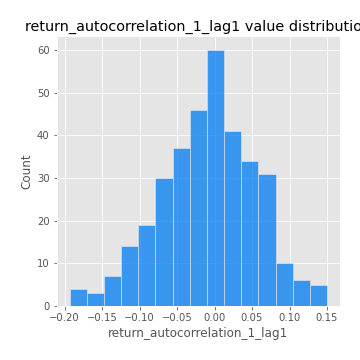 return_autocorrelation_1_lag1 value distributio
60
50
40
30
20
10
0
Count
−0.20 −0.15 −0.10 −0.05 0.00 0.05 0.10 0.15
return_autocorrelation_1_lag1